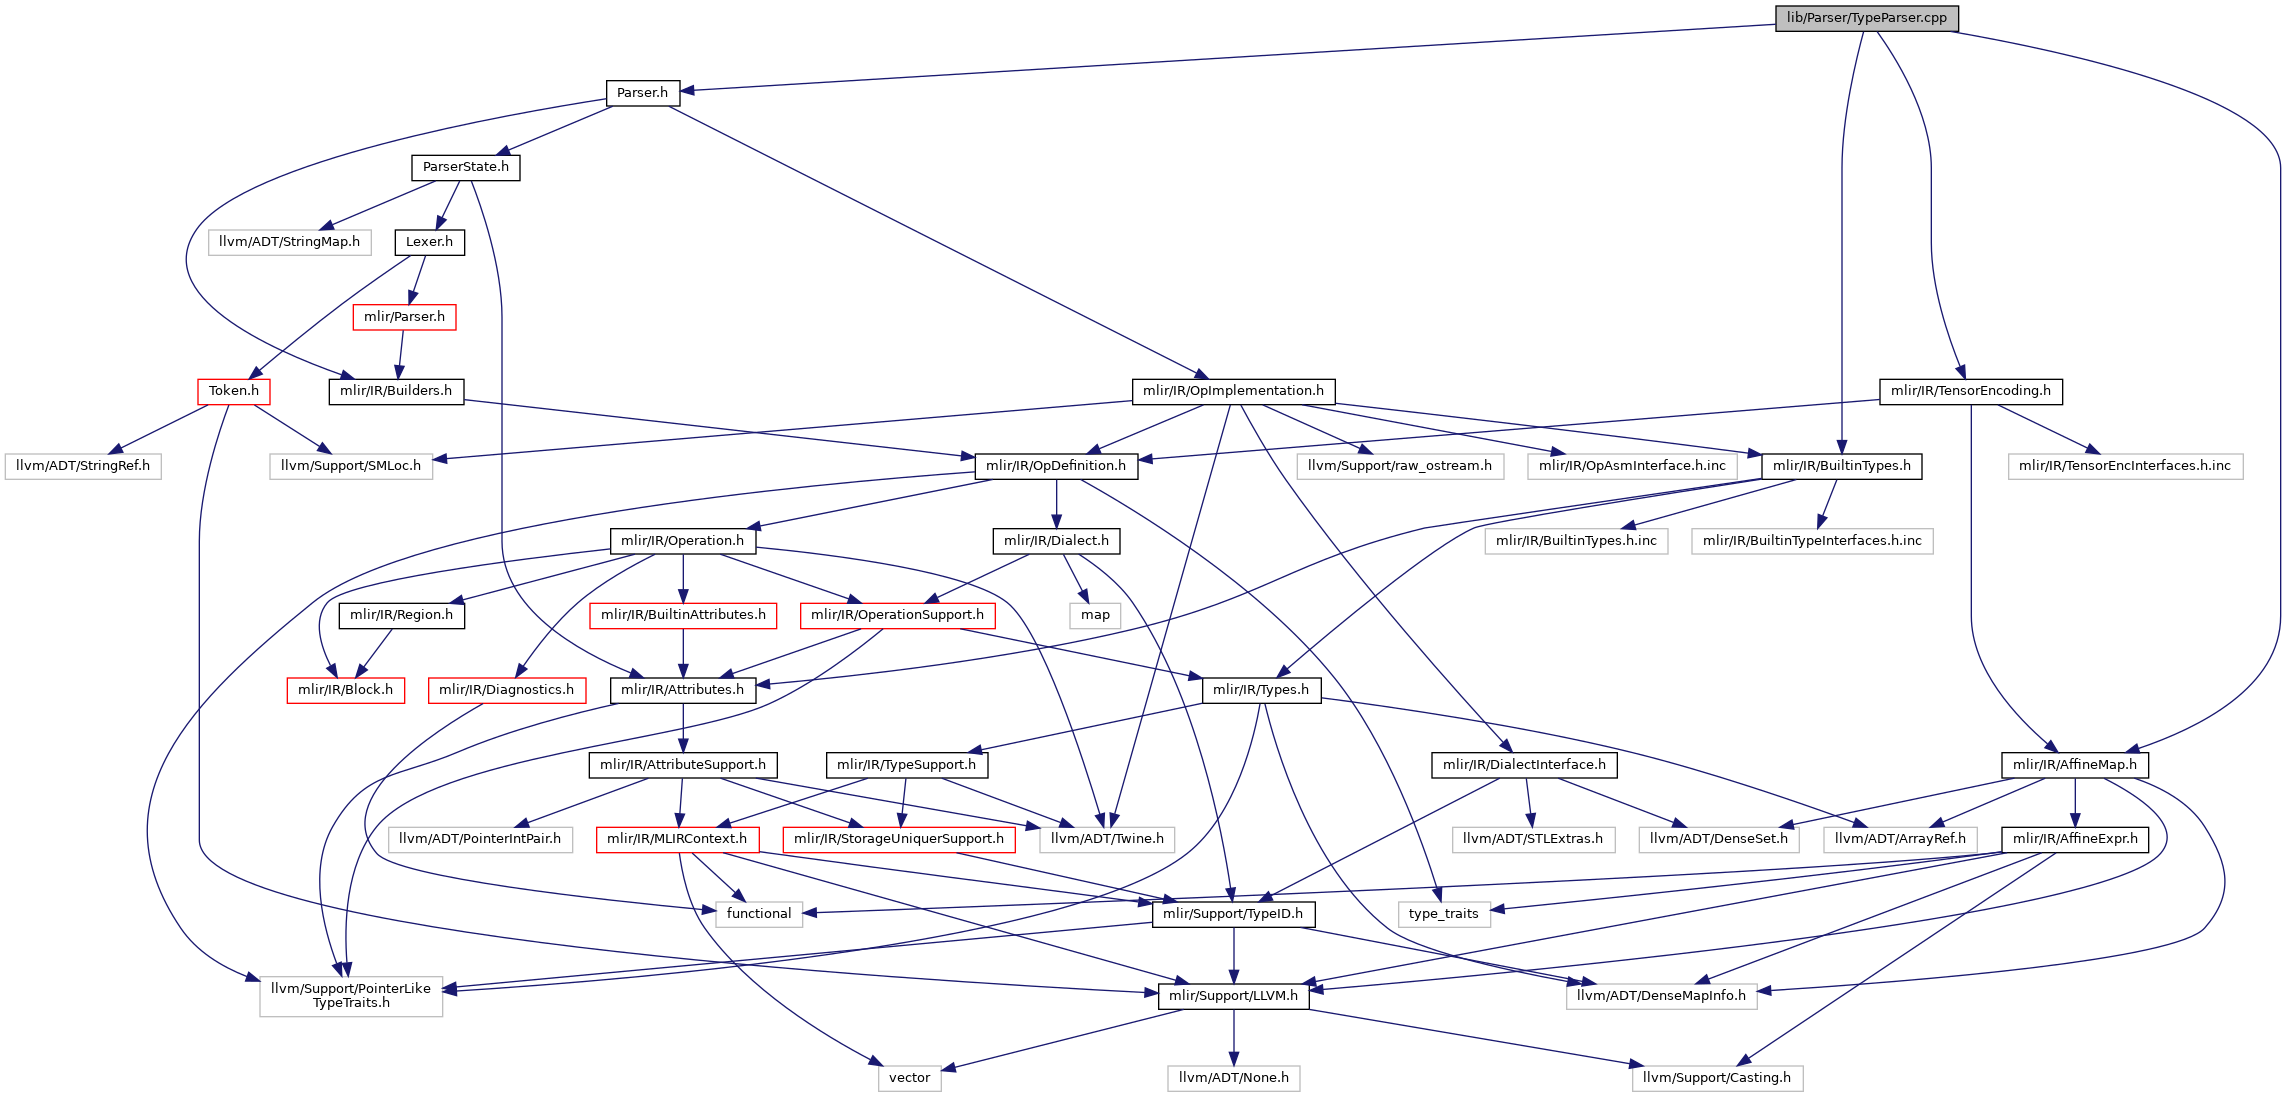 lib/Parser/TypeParser.cpp
Parser.h
ParserState.h
llvm/ADT/StringMap.h
Lexer.h
mlir/Parser.h
Token.h
mlir/IR/Builders.h
mlir/IR/OpImplementation.h
mlir/IR/TensorEncoding.h
llvm/ADT/StringRef.h
llvm/Support/SMLoc.h
mlir/IR/OpDefinition.h
llvm/Support/raw_ostream.h
mlir/IR/OpAsmInterface.h.inc
mlir/IR/BuiltinTypes.h
mlir/IR/TensorEncInterfaces.h.inc
mlir/IR/Operation.h
mlir/IR/Dialect.h
mlir/IR/BuiltinTypes.h.inc
mlir/IR/BuiltinTypeInterfaces.h.inc
mlir/IR/Region.h
mlir/IR/BuiltinAttributes.h
mlir/IR/OperationSupport.h
map
mlir/IR/Block.h
mlir/IR/Diagnostics.h
mlir/IR/Attributes.h
mlir/IR/Types.h
mlir/IR/AttributeSupport.h
mlir/IR/TypeSupport.h
mlir/IR/DialectInterface.h
mlir/IR/AffineMap.h
llvm/ADT/PointerIntPair.h
mlir/IR/MLIRContext.h
mlir/IR/StorageUniquerSupport.h
llvm/ADT/Twine.h
llvm/ADT/STLExtras.h
llvm/ADT/DenseSet.h
llvm/ADT/ArrayRef.h
mlir/IR/AffineExpr.h
functional
mlir/Support/TypeID.h
type_traits
llvm/Support/PointerLike
TypeTraits.h
mlir/Support/LLVM.h
llvm/ADT/DenseMapInfo.h
vector
llvm/ADT/None.h
llvm/Support/Casting.h